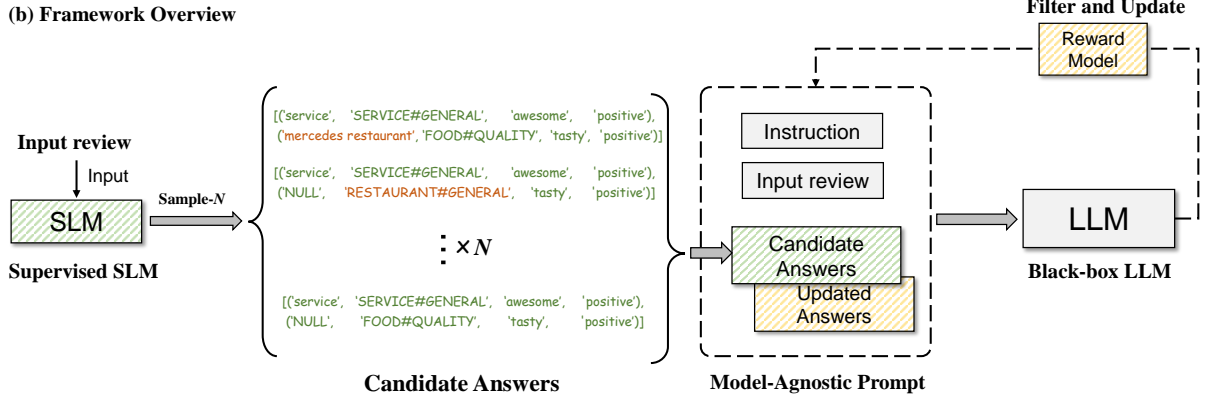 (b) Framework Overview
Filter and Update
Reward
Model
Input review
Input
SLM
Supervised SLM
Sample-N
[('service', 'SERVICE#GENERAL', 'awesome', 'positive'),
('mercedes restaurant', 'FOOD#QUALITY', 'tasty', 'positive')]
[('service', 'SERVICE#GENERAL', 'awesome', 'positive'),
('NULL', 'RESTAURANT#GENERAL', 'tasty', 'positive')]
⋮ × N
[('service', 'SERVICE#GENERAL', 'awesome', 'positive'),
('NULL', 'FOOD#QUALITY', 'tasty', 'positive')]
Candidate Answers
Instruction
Input review
Candidate
Answers
Updated
Answers
Model-Agnostic Prompt
LLM
Black-box LLM